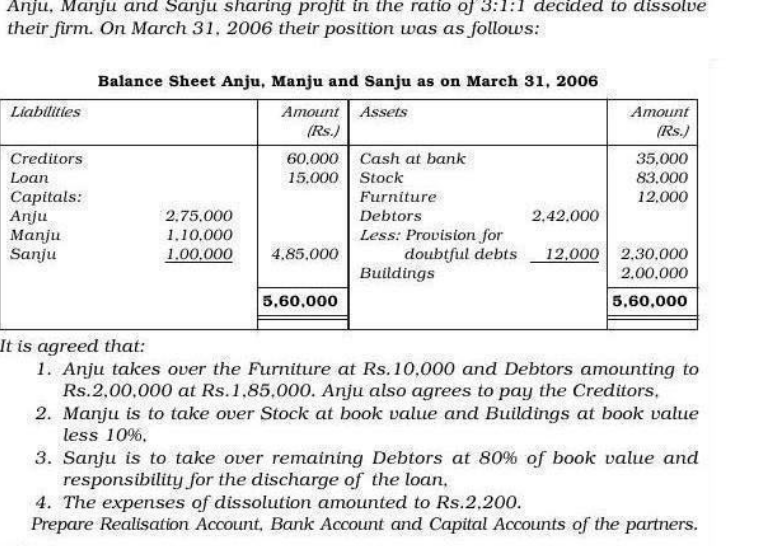 Anju, Manju and Sanju sharing profit in the ratio of 3:1:1 decided to dissolve
their firm. On March 31, 2006 their position was as follows:
Balance Sheet Anju, Manju and Sanju as on March 31, 2006
Liabilities Amount Assets Amount
(Rs.) (Rs.)
Creditors 60,000 Cash at bank 35,000
Loan 15,000 Stock 83,000
Capitals: Furniture 12,000
Anju 2,75,000 Debtors 2,42,000
Manju 1,10,000 Less: Provision for
Sanju 1,00,000 4,85,000 doubtful debts 12,000 2,30,000
Buildings 2,00,000
5,60,000 5,60,000
It is agreed that:
1. Anju takes over the Furniture at Rs.10,000 and Debtors amounting to
Rs.2,00,000 at Rs.1,85,000. Anju also agrees to pay the Creditors,
2. Manju is to take over Stock at book value and Buildings at book value
less 10%,
3. Sanju is to take over remaining Debtors at 80% of book value and
responsibility for the discharge of the loan,
4. The expenses of dissolution amounted to Rs.2,200.
Prepare Realisation Account, Bank Account and Capital Accounts of the partners.